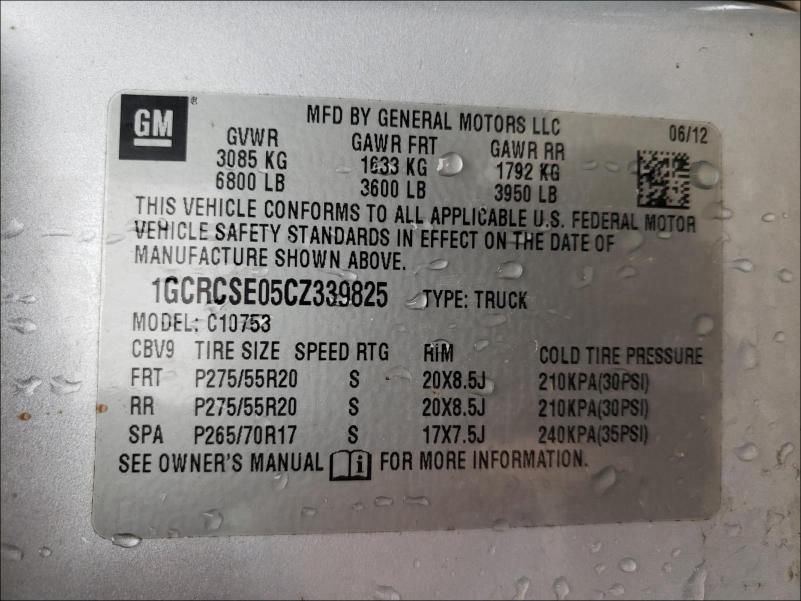 GM®
MFD BY GENERAL MOTORS LLC 06/12
GVWR GAWR FRT GAWR RR
3085 KG 1633 KG 1792 KG
6800 LB 3600 LB 3950 LB
THIS VEHICLE CONFORMS TO ALL APPLICABLE U.S. FEDERAL MOTOR
VEHICLE SAFETY STANDARDS IN EFFECT ON THE DATE OF
MANUFACTURE SHOWN ABOVE.
1GCRCSE05CZ339825 TYPE: TRUCK
MODEL: C10753
CBV9 TIRE SIZE SPEED RTG RIM COLD TIRE PRESSURE
FRT P275/55R20 S 20X8.5J 210KPA(30PSI)
RR P275/55R20 S 20X8.5J 210KPA(30PSI)
SPA P265/70R17 S 17X7.5J 240KPA(35PSI)
SEE OWNER'S MANUAL i FOR MORE INFORMATION.